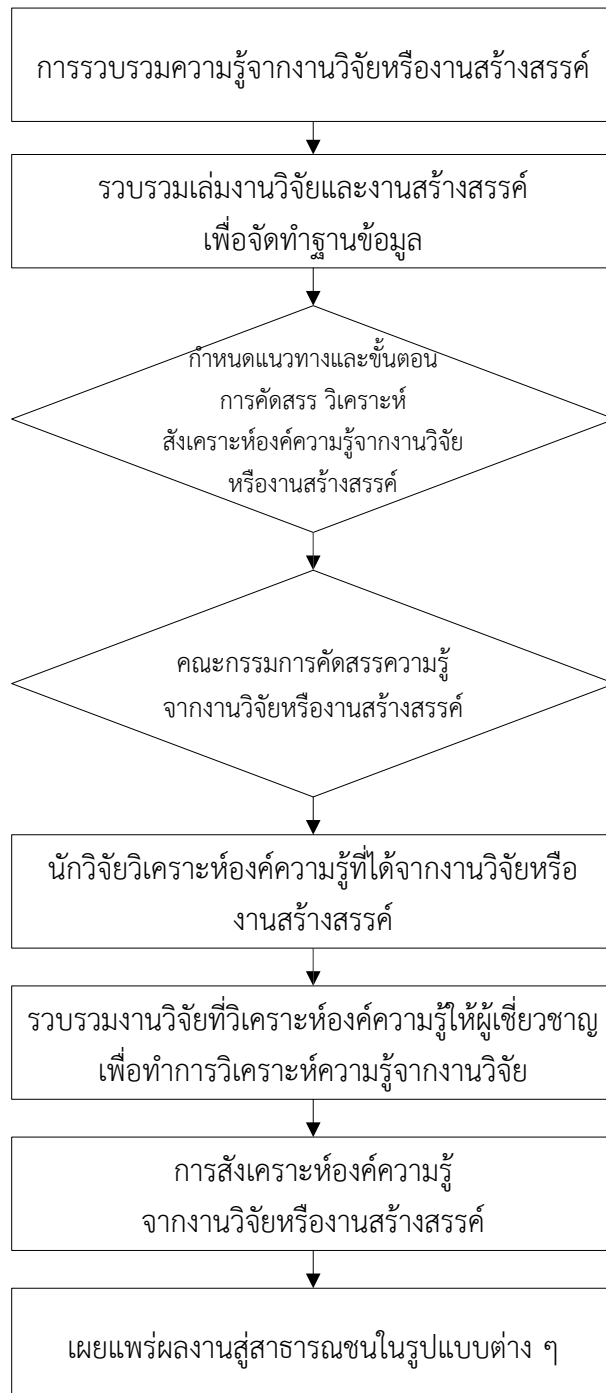 การรวบรวมความรู้จากงานวิจัยหรืองานสร้างสรรค์
รวบรวมเล่มงานวิจัยและงานสร้างสรรค์
เพื่อจัดทำฐานข้อมูล
กำหนดแนวทางและขั้นตอน
การคัดสรร วิเคราะห์
สังเคราะห์องค์ความรู้จากงานวิจัย
หรืองานสร้างสรรค์
คณะกรรมการคัดสรรความรู้
จากงานวิจัยหรืองานสร้างสรรค์
นักวิจัยวิเคราะห์องค์ความรู้ที่ได้จากงานวิจัยหรือ
งานสร้างสรรค์
รวบรวมงานวิจัยที่วิเคราะห์องค์ความรู้ให้ผู้เชี่ยวชาญ
เพื่อทำการวิเคราะห์ความรู้จากงานวิจัย
การสังเคราะห์องค์ความรู้
จากงานวิจัยหรืองานสร้างสรรค์
เผยแพร่ผลงานสู่สาธารณชนในรูปแบบต่าง ๆ